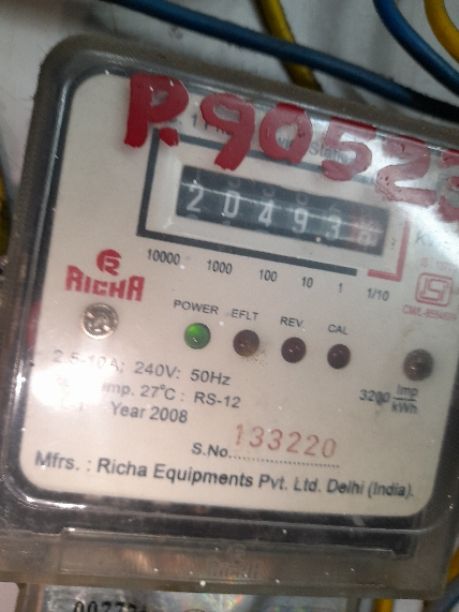 P.90523
20493
10000 1000 100 10 1 1/10
RICHA
POWER EFLT REV CAL
2.5-10A; 240V: 50Hz
27°C : RS-12
3200 Imp/kWh
Year 2008
S.No. 133220
Mfrs. : Richa Equipments Pvt. Ltd. Delhi (India).
RICHA